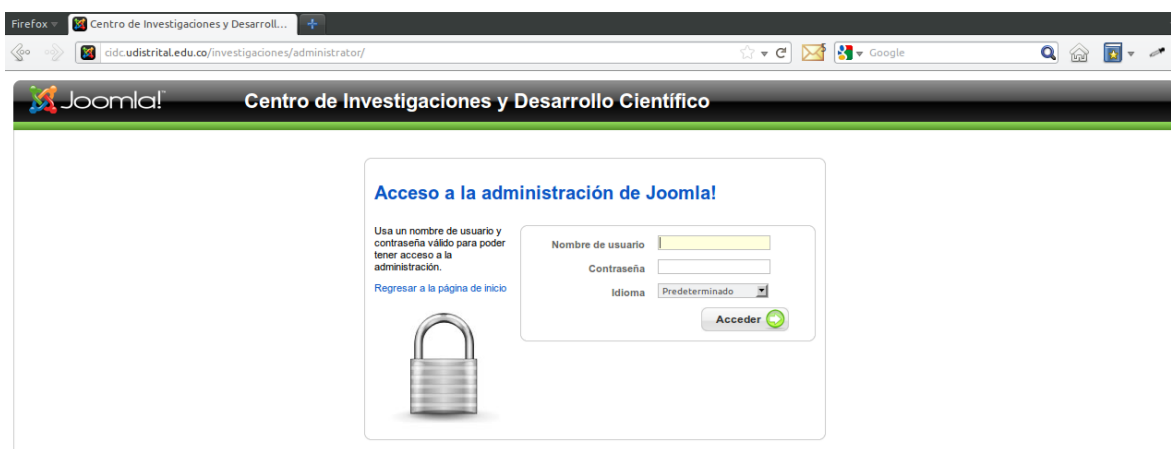 Firefox
Centro de Investigaciones y Desarroll...
cidc.udistrital.edu.co/investigaciones/administrator/
Google
Joomla!
Centro de Investigaciones y Desarrollo Científico
Acceso a la administración de Joomla!
Usa un nombre de usuario y
contraseña válido para poder
tener acceso a la
administración.
Regresar a la página de inicio
Nombre de usuario
Contraseña
Idioma
Predeterminado
Acceder